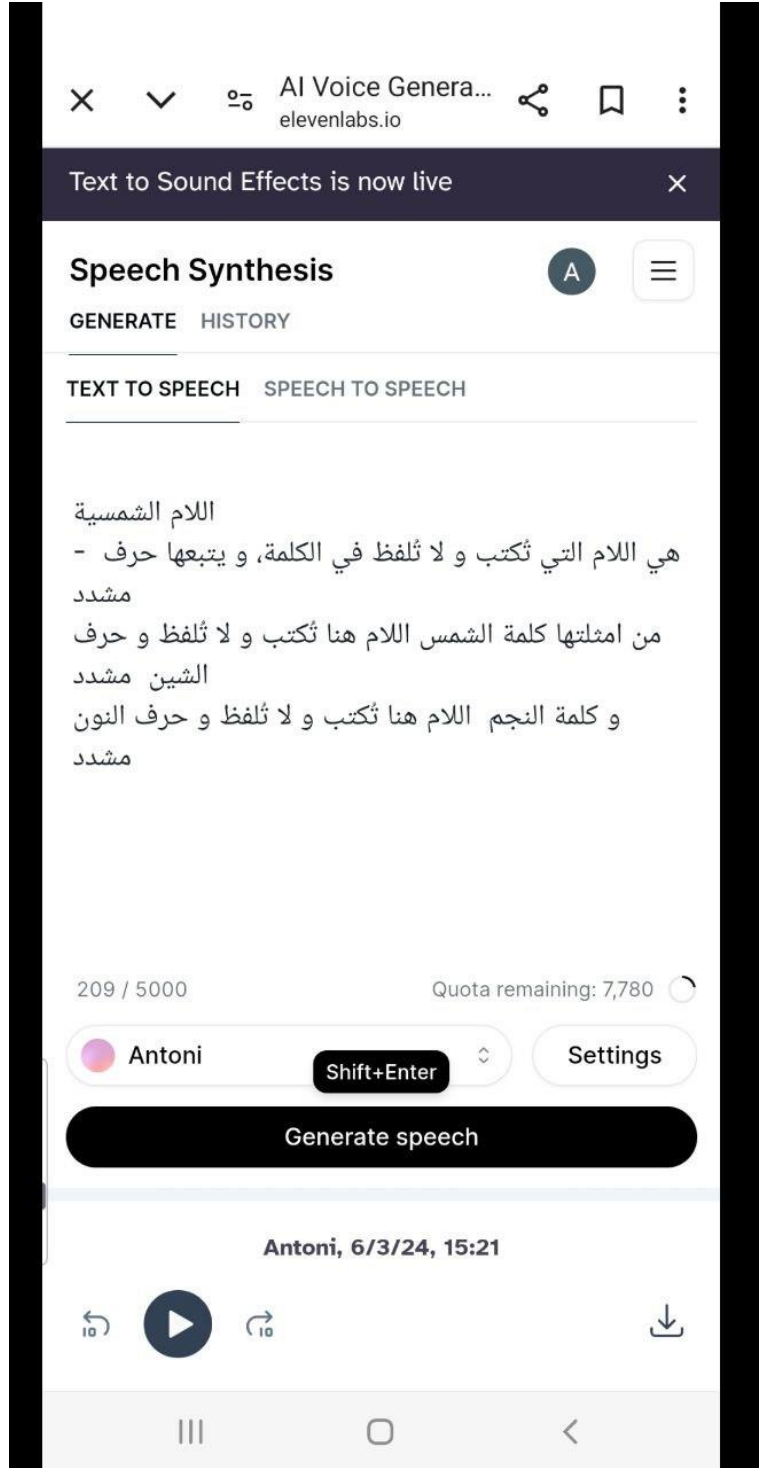 AI Voice Genera...
elevenlabs.io
Text to Sound Effects is now live
Speech Synthesis
A
GENERATE HISTORY
TEXT TO SPEECH SPEECH TO SPEECH
اللام الشمسية
هي اللام التي تُكتب و لا تُلفظ في الكلمة، و يتبعها حرف -
مشدد
من امثلتها كلمة الشمس اللام هنا تُكتب و لا تُلفظ و حرف
الشين مشدد
و كلمة النجم اللام هنا تُكتب و لا تُلفظ و حرف النون
مشدد
209 / 5000 Quota remaining: 7,780
Antoni
Settings
Shift+Enter
Generate speech
Antoni, 6/3/24, 15:21
10
10